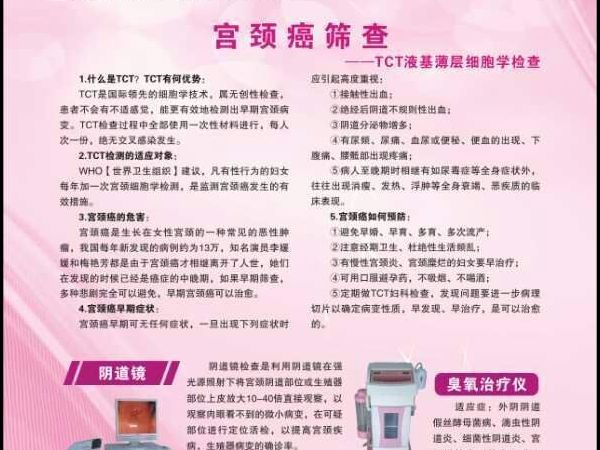 宫颈癌筛查
——TCT液基薄层细胞学检查
1.什么是TCT？TCT有何优势：
TCT是国际领先的细胞学技术，属无创性检查，
患者不会有不适感觉，能更有效地检测出早期宫颈病
变。TCT检查过程中全部使用一次性材料进行，每人
次一份，绝无交叉感染发生。
2.TCT检测的适应对象：
WHO【世界卫生组织】建议，凡有性行为的妇女
每年加一次宫颈细胞学检测，是监测宫颈癌发生的有
效措施。
3.宫颈癌的危害：
宫颈癌是生长在女性宫颈的一种常见的恶性肿
瘤，我国每年新发现的病例约为13万，知名演员李媛
媛和梅艳芳都是由于宫颈癌才相继离开了人世，她们
在发现的时候已经是癌症的中晚期，如果早期筛查，
多种悲剧完全可以避免，早期宫颈癌可以治愈。
4.宫颈癌早期症状：
宫颈癌早期可无任何症状，一旦出现下列症状时
应引起高度重视：
①接触性出血；
②绝经后阴道不规则性出血；
③阴道分泌物增多；
④有尿频、尿痛、血尿或便秘、便血的出现、下
腹痛、腰骶部出现疼痛；
⑤病人至晚期时相继有如尿毒症等全身症状外，
往往出现消瘦、发热、浮肿等全身衰竭、恶疾质的临
床表现。
5.宫颈癌如何预防：
①避免早婚、早育、多育、多次流产；
②注意经期卫生、杜绝性生活频乱；
③有慢性宫颈炎、宫颈糜烂的妇女要早治疗；
④可用口服避孕药，不吸烟、不喝酒；
⑤定期做TCT妇科检查，发现问题要进一步病理
切片以确定病变性质，早发现、早治疗，是可以治愈
的。
阴道镜
阴道镜检查是利用阴道镜在强
光源照射下将宫颈阴道部位或生殖器
部位上皮放大10-40倍直接观察，以
观察肉眼看不到的微小病变，在可疑
部位进行定位活检，以提高宫颈疾
病，生殖器病变的确诊率。
臭氧治疗仪
适应症：外阴阴道
假丝酵母菌病、滴虫性阴
道炎、细菌性阴道炎、宫